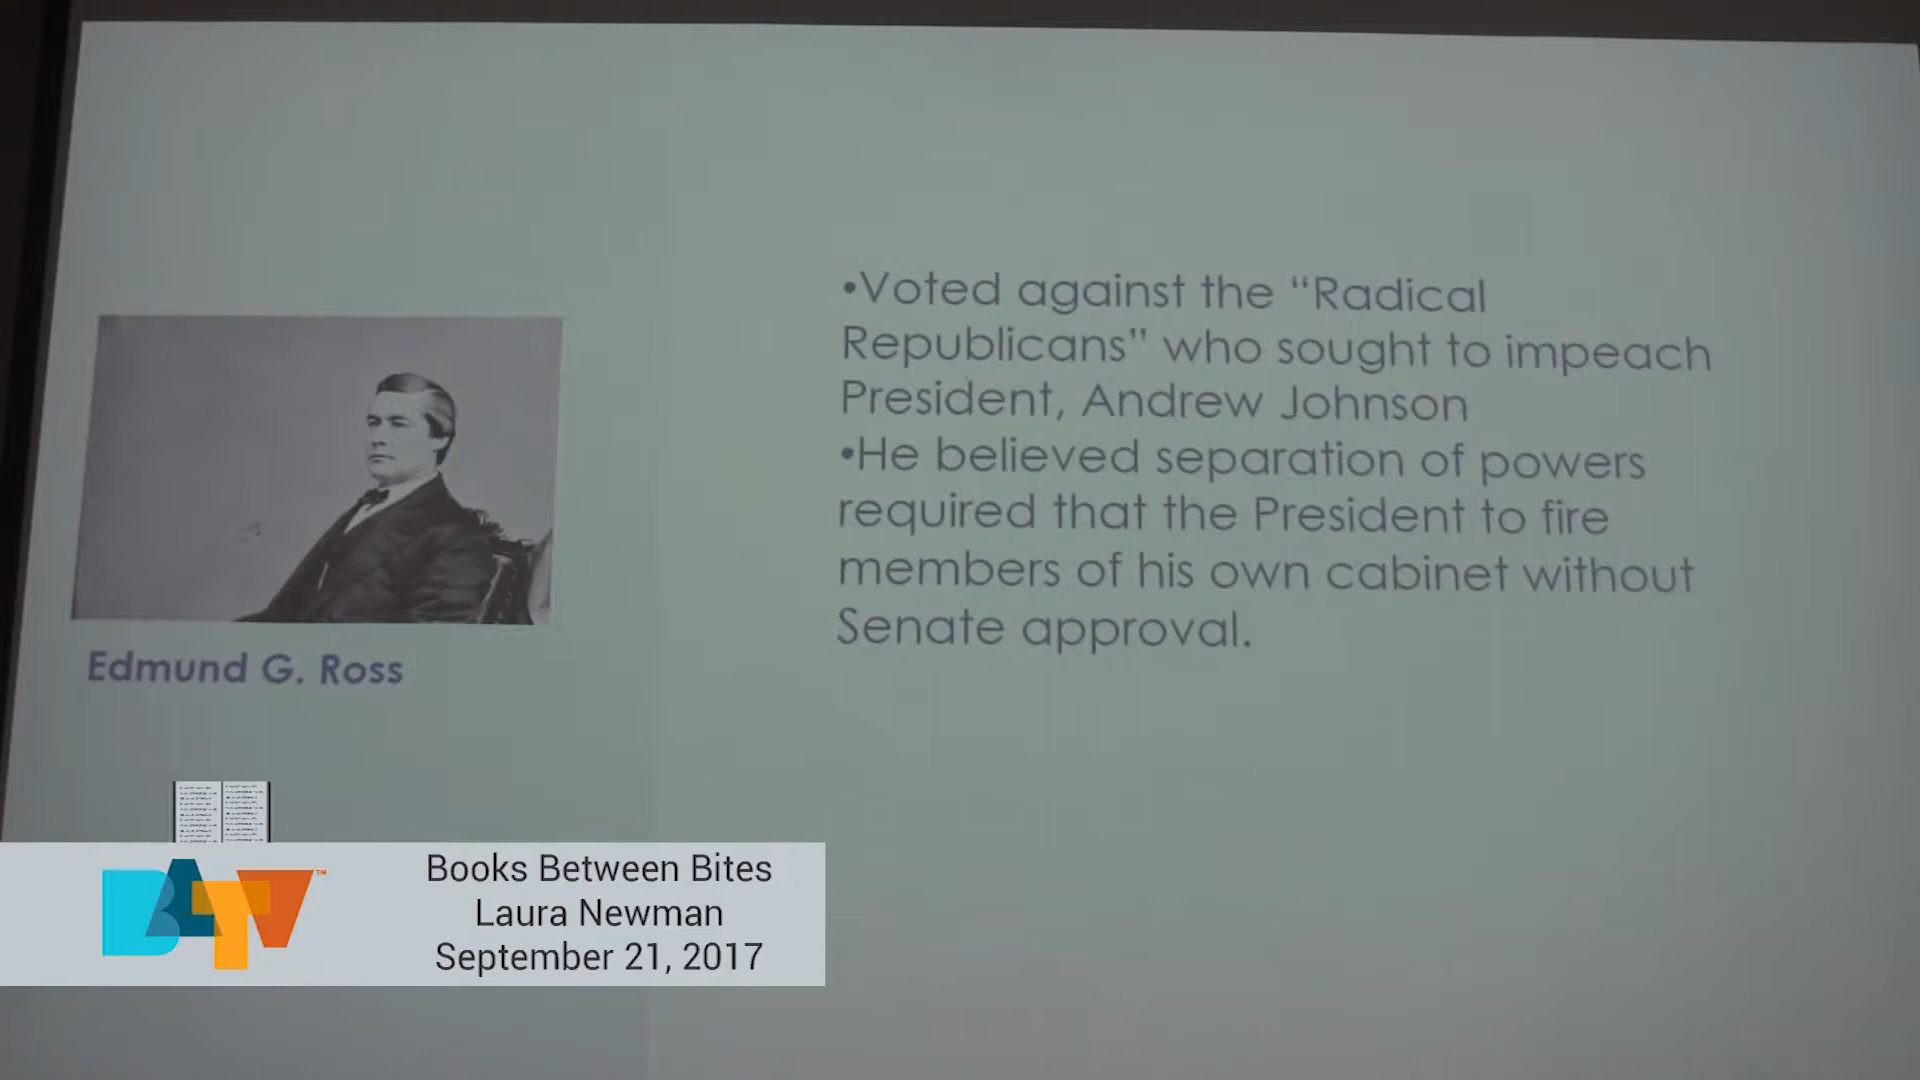 •Voted against the “Radical
Republicans” who sought to impeach
President, Andrew Johnson
•He believed separation of powers
required that the President to fire
members of his own cabinet without
Senate approval.
Edmund G. Ross
BATV™
Books Between Bites
Laura Newman
September 21, 2017